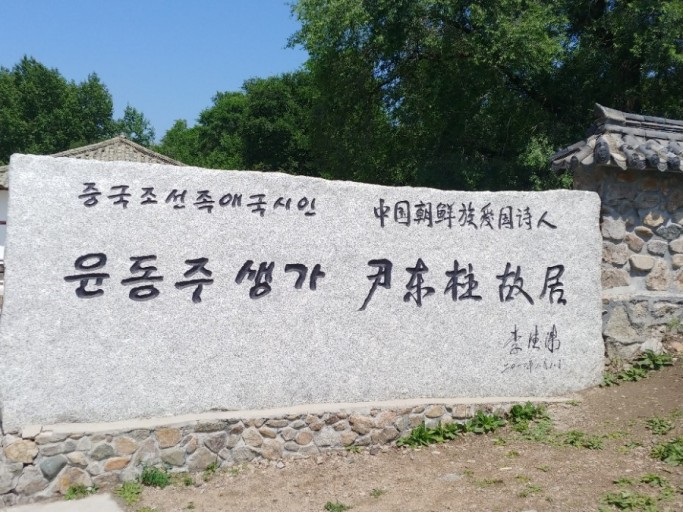 중국조선족애국시인 中国朝鲜族爱国诗人
윤동주 생가 尹东柱故居